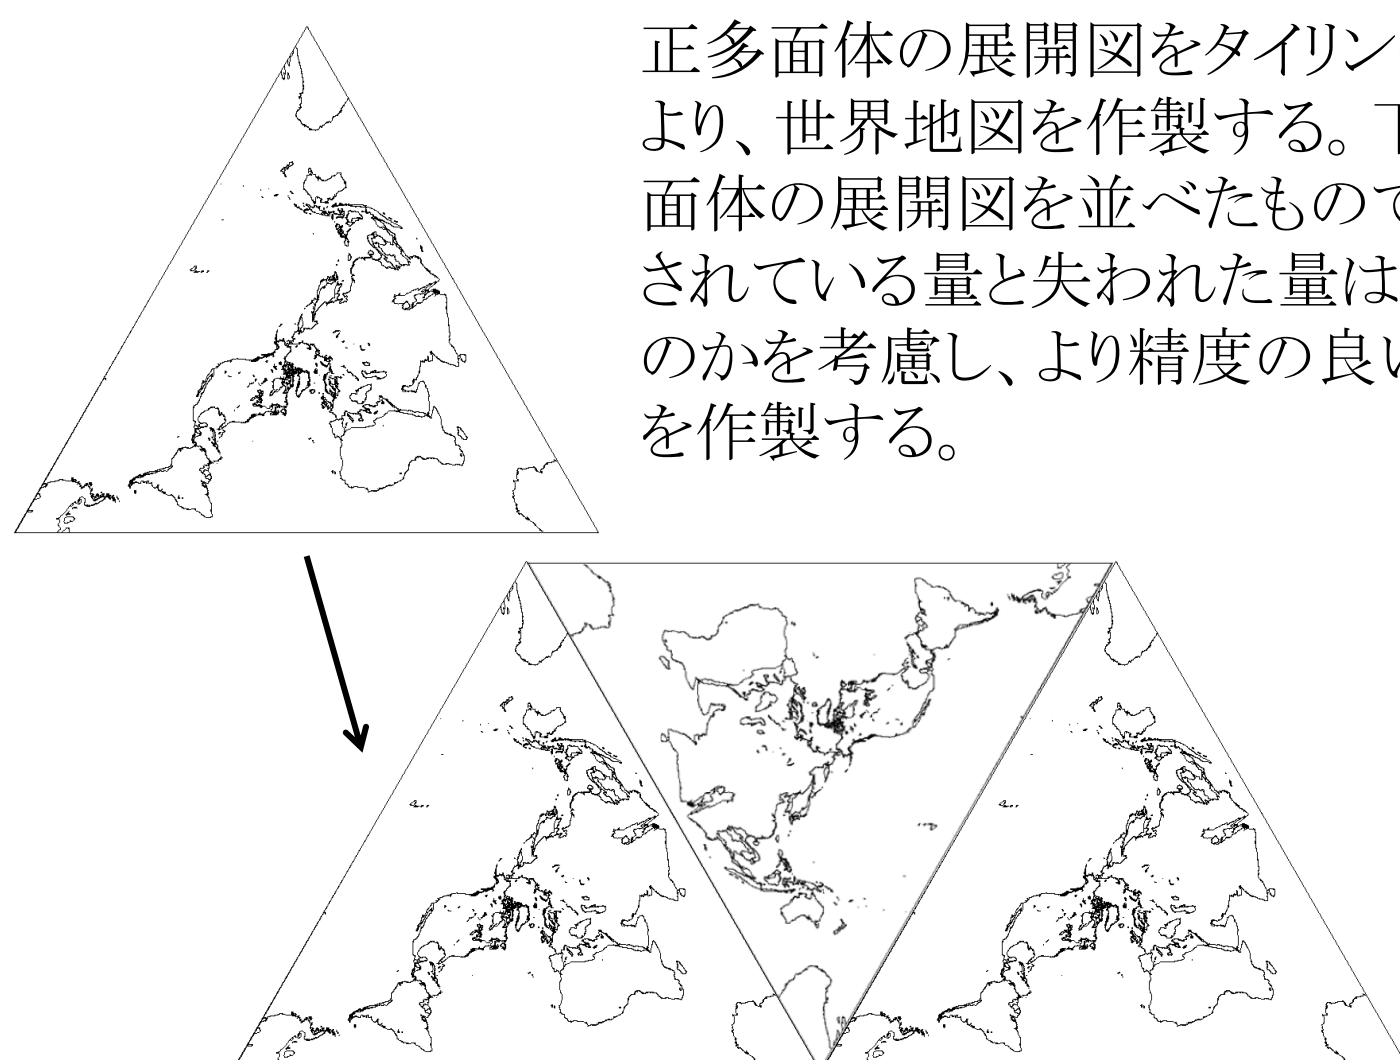 正多面体の展開図をタイリン
より、世界地図を作製する。
面体の展開図を並べたもので
されている量と失われた量は
のかを考慮し、より精度の良い
を作製する。